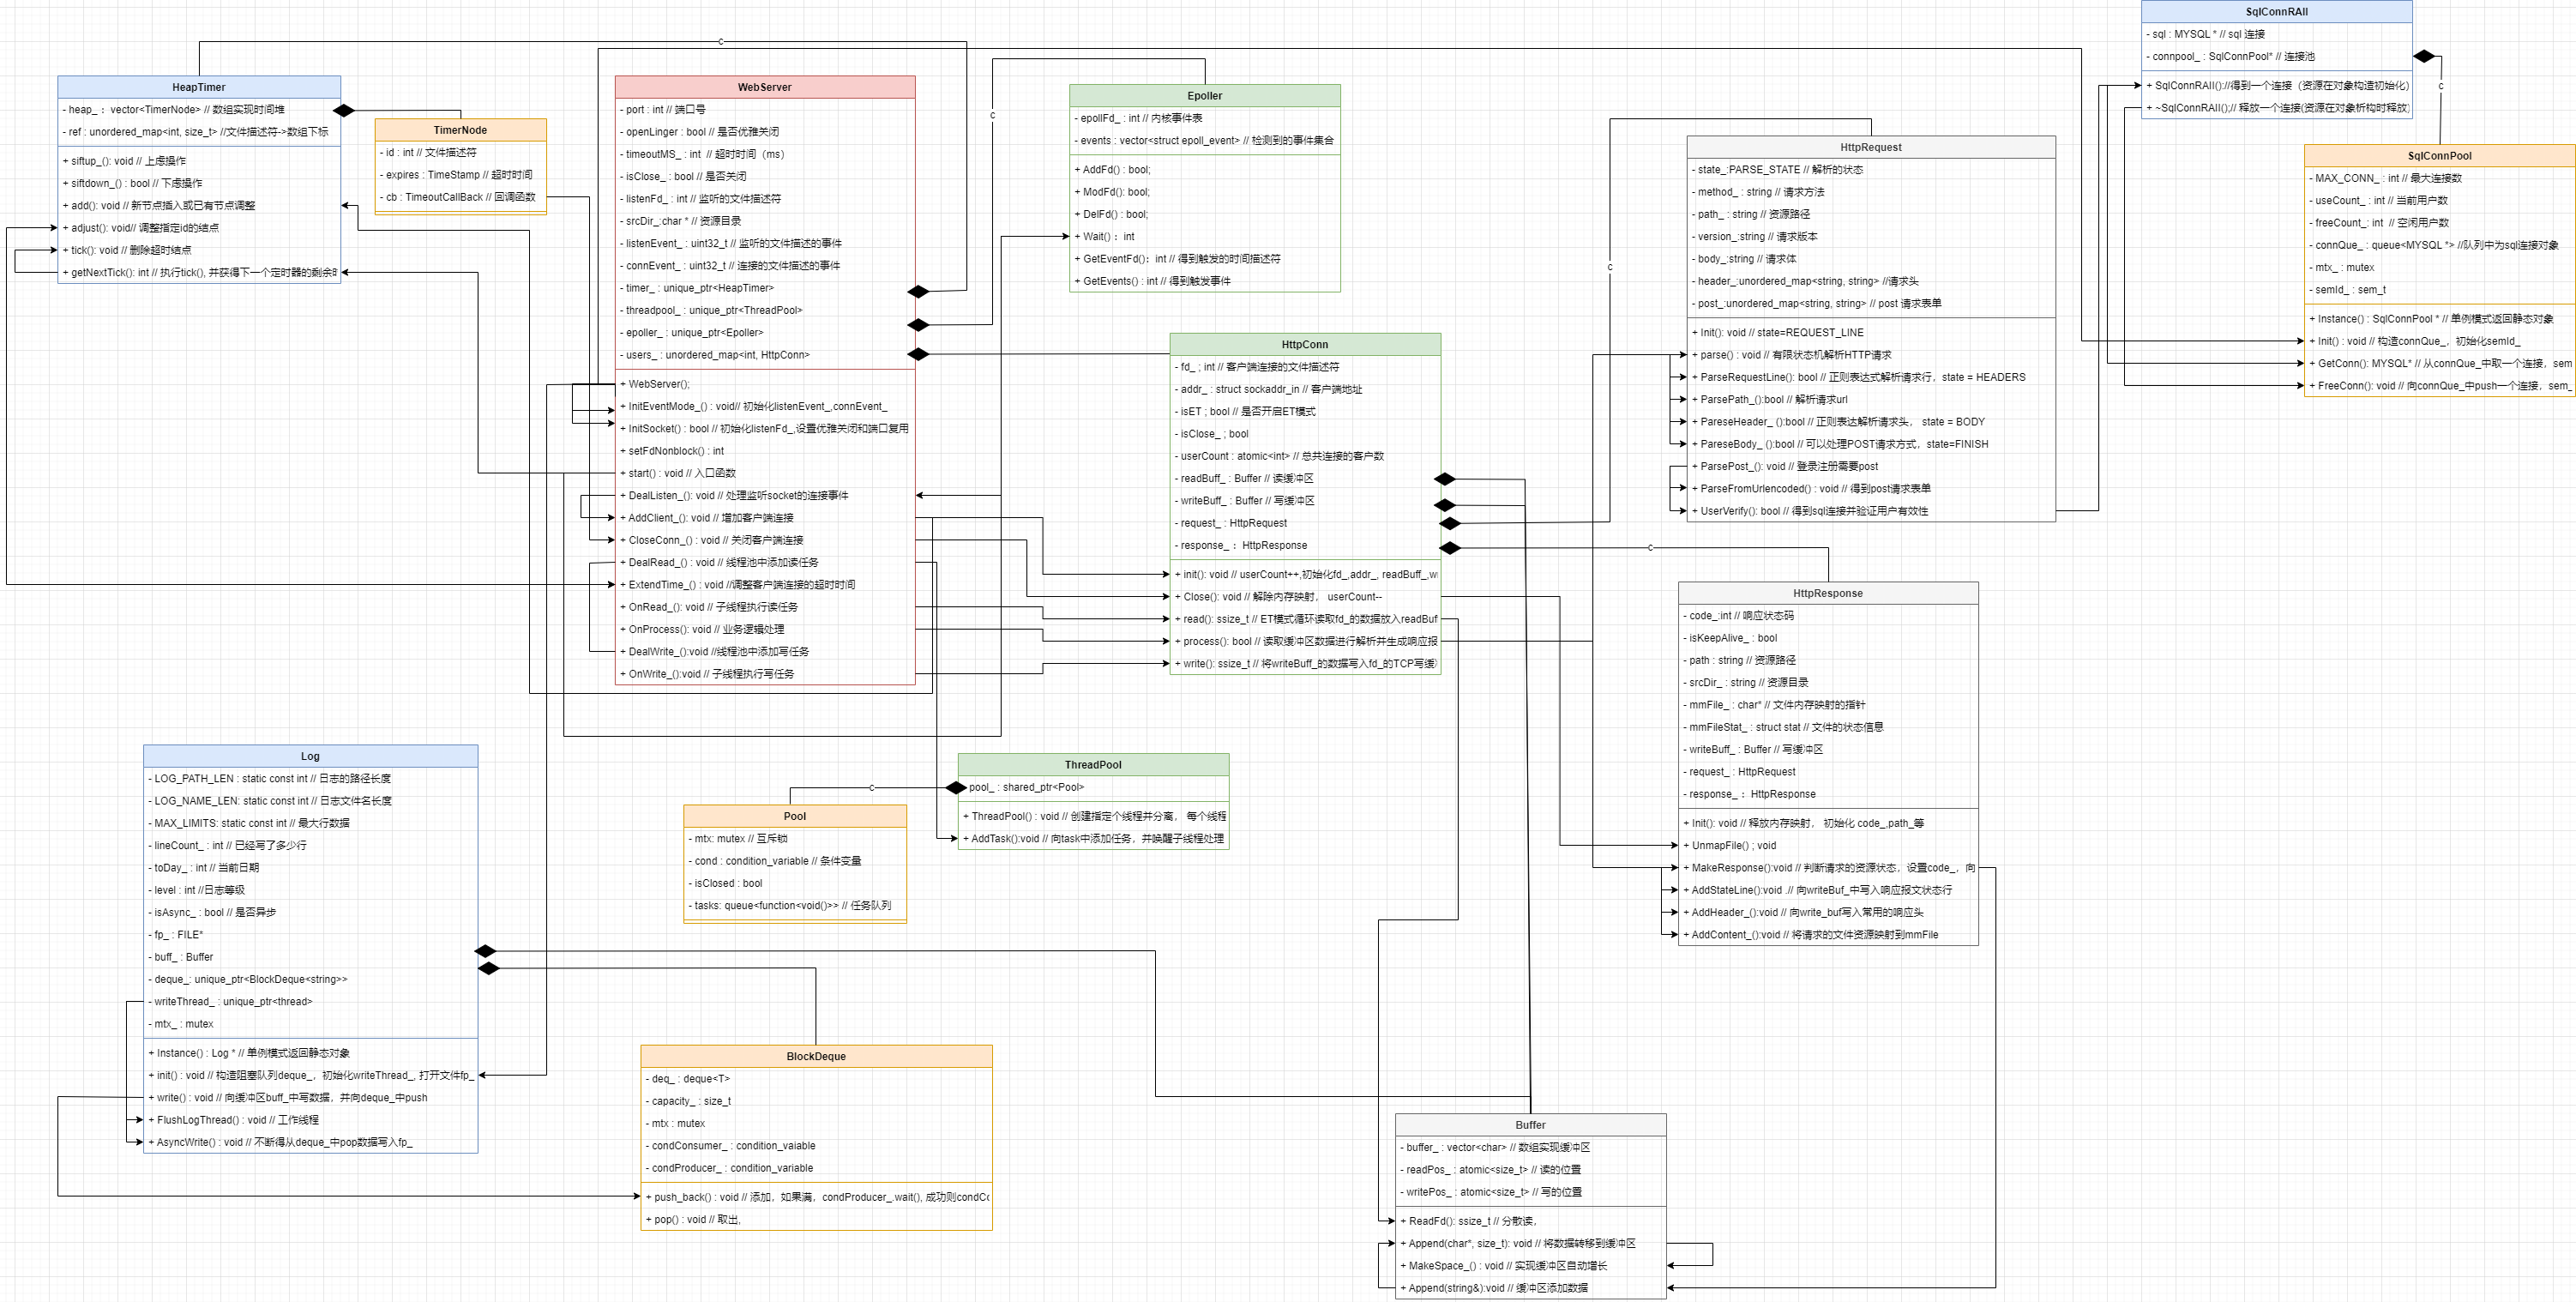 HeapTimer
- heap_ : vector<TimerNode> // 数组实现时间堆
- ref : unordered_map<int, size_t> //文件描述符->数组下标
+ siftup_(): void // 上虑操作
+ siftdown_() : bool // 下虑操作
+ add(): void // 新节点插入或已有节点调整
+ adjust(): void// 调整指定id的结点
+ tick(): void // 删除超时结点
+ getNextTick(): int // 执行tick(), 并获得下一个定时器的剩余时
TimerNode
- id : int // 文件描述符
- expires : TimeStamp // 超时时间
- cb : TimeoutCallBack // 回调函数
C
WebServer
- port : int // 端口号
- openLinger : bool // 是否优雅关闭
- timeoutMS_ : int // 超时时间（ms）
- isClose_ : bool // 是否关闭
- listenFd_ : int // 监听的文件描述符
- srcDir_:char * // 资源目录
- listenEvent_ : uint32_t // 监听的文件描述的事件
- connEvent_ : uint32_t // 连接的文件描述的事件
- timer_ : unique_ptr<HeapTimer>
- threadpool_ : unique_ptr<ThreadPool>
- epoller_ : unique_ptr<Epoller>
- users_ : unordered_map<int, HttpConn>
+ WebServer();
+ InitEventMode_() : void// 初始化listenEvent_,connEvent_
+ InitSocket() : bool // 初始化listenFd_,设置优雅关闭和端口复用
+ setFdNonblock() : int
+ start() : void // 入口函数
+ DealListen_(): void // 处理监听socket的连接事件
+ AddClient_(): void // 增加客户端连接
+ CloseConn_() : void // 关闭客户端连接
+ DealRead_() : void // 线程池中添加读任务
+ ExtendTime_() : void //调整客户端连接的超时时间
+ OnRead_(): void // 子线程执行读任务
+ OnProcess(): void // 业务逻辑处理
+ DealWrite_():void //线程池中添加写任务
+ OnWrite_():void // 子线程执行写任务
C
Epoller
- epollFd_ : int // 内核事件表
- events : vector<struct epoll_event> // 检测到的事件集合
+ AddFd() : bool;
+ ModFd(): bool;
+ DelFd() : bool;
+ Wait() : int
+ GetEventFd() : int // 得到触发的时间描述符
+ GetEvents() : int // 得到触发事件
HttpConn
- fd_ ; int // 客户端连接的文件描述符
- addr_ : struct sockaddr_in // 客户端地址
- isET ; bool // 是否开启ET模式
- isClose_ ; bool
- userCount : atomic<int> // 总共连接的客户数
- readBuff_ : Buffer // 读缓冲区
- writeBuff_ : Buffer // 写缓冲区
- request_ : HttpRequest
- response_ : HttpResponse
+ init(): void // userCount++,初始化fd_,addr_, readBuff_,w
+ Close(): void // 解除内存映射， userCount--
+ read(): ssize_t // ET模式循环读取fd_的数据放入readBuf
+ process(): bool // 读取缓冲区数据进行解析并生成响应报
+ write(): ssize_t // 将writeBuff_的数据写入fd_的TCP写缓
C
HttpRequest
- state_:PARSE_STATE // 解析的状态
- method_ : string // 请求方法
- path_ : string // 资源路径
- version_:string // 请求版本
- body_:string // 请求体
- header_:unordered_map<string, string> //请求头
- post_:unordered_map<string, string> // post 请求表单
+ Init(): void // state=REQUEST_LINE
+ parse() : void // 有限状态机解析HTTP请求
+ ParseRequestLine(): bool // 正则表达式解析请求行，state = HEADERS
+ ParsePath_():bool // 解析请求url
+ PareseHeader_ ():bool // 正则表达解析请求头， state = BODY
+ PareseBody_ ():bool // 可以处理POST请求方式，state=FINISH
+ ParsePost_(): void // 登录注册需要post
+ ParseFromUrlencoded() : void // 得到post请求表单
+ UserVerify(): bool // 得到sql连接并验证用户有效性
SqlConnRAII
- sql : MYSQL * // sql 连接
- connpool_ : SqlConnPool* // 连接池
+ SqlConnRAII();//得到一个连接（资源在对象构造初始化）
+ ~SqlConnRAII();// 释放一个连接(资源在对象析构时释放)
C
SqlConnPool
- MAX_CONN_ : int // 最大连接数
- useCount_ : int // 当前用户数
- freeCount_: int // 空闲用户数
- connQue_ : queue<MYSQL *> //队列中为sql连接对象
- mtx_ : mutex
- semId_ : sem_t
+ Instance() : SqlConnPool * // 单例模式返回静态对象
+ Init() : void // 构造connQue_，初始化semId_
+ GetConn(): MYSQL* // 从connQue_中取一个连接，sem
+ FreeConn(): void // 向connQue_中push一个连接，sem_
C
HttpResponse
- code_:int // 响应状态码
- isKeepAlive_ : bool
- path : string // 资源路径
- srcDir_ : string // 资源目录
- mmFile_ : char* // 文件内存映射的指针
- mmFileStat_ : struct stat // 文件的状态信息
- writeBuff_ : Buffer // 写缓冲区
- request_ : HttpRequest
- response_ : HttpResponse
+ Init(): void // 释放内存映射， 初始化 code_,path_等
+ UnmapFile() ; void
+ MakeResponse():void // 判断请求的资源状态，设置code_，向
+ AddStateLine():void .// 向writeBuf_中写入响应报文状态行
+ AddHeader_():void // 向write_buf写入常用的响应头
+ AddContent_():void // 将请求的文件资源映射到mmFile
Log
- LOG_PATH_LEN : static const int // 日志的路径长度
- LOG_NAME_LEN: static const int // 日志文件名长度
- MAX_LIMITS: static const int // 最大行数据
- lineCount_ : int // 已经写了多少行
- toDay_ : int // 当前日期
- level : int //日志等级
- isAsync_ : bool // 是否异步
- fp_ : FILE*
- buff_ : Buffer
- deque_: unique_ptr<BlockDeque<string>>
- writeThread_ : unique_ptr<thread>
- mtx_ : mutex
+ Instance() : Log * // 单例模式返回静态对象
+ init() : void // 构造阻塞队列deque_，初始化writeThread_, 打开文件fp_
+ write() : void // 向缓冲区buff_中写数据，并向deque_中push
+ FlushLogThread() : void // 工作线程
+ AsyncWrite() : void // 不断得从deque_中pop数据写入fp_
C
ThreadPool
pool_ : shared_ptr<Pool>
+ ThreadPool() : void // 创建指定个线程并分离， 每个线程
+ AddTask():void // 向task中添加任务，并唤醒子线程处理
Pool
- mtx: mutex // 互斥锁
- cond : condition_variable // 条件变量
- isClosed : bool
- tasks: queue<function<void()>> // 任务队列
BlockDeque
- deq_ : deque<T>
- capacity_ : size_t
- mtx : mutex
- condConsumer_ : condition_vaiable
- condProducer_ : condition_variable
+ push_back() : void // 添加，如果满，condProducer_.wait(), 成功则condCo
+ pop() : void // 取出,
Buffer
- buffer_ : vector<char> // 数组实现缓冲区
- readPos_ : atomic<size_t> // 读的位置
- writePos_ : atomic<size_t> // 写的位置
+ ReadFd(): ssize_t // 分散读，
+ Append(char*, size_t): void // 将数据转移到缓冲区
+ MakeSpace_() : void // 实现缓冲区自动增长
+ Append(string&):void // 缓冲区添加数据